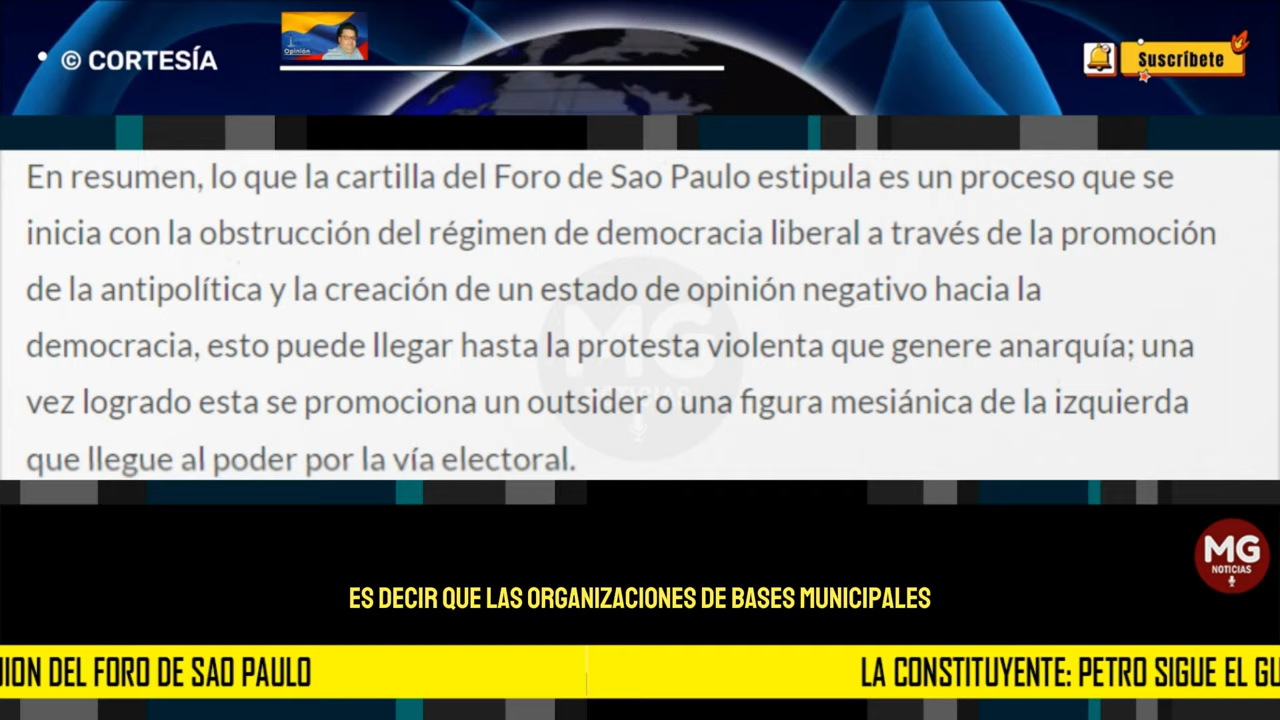 © CORTESÍA
Opinión
Suscríbete
En resumen, lo que la cartilla del Foro de Sao Paulo estipula es un proceso que se
inicia con la obstrucción del régimen de democracia liberal a través de la promoción
de la antipolítica y la creación de un estado de opinión negativo hacia la
democracia, esto puede llegar hasta la protesta violenta que genere anarquía; una
vez logrado esta se promociona un outsider o una figura mesiánica de la izquierda
que llegue al poder por la vía electoral.
MG
NOTICIAS
MG
NOTICIAS
ES DECIR QUE LAS ORGANIZACIONES DE BASES MUNICIPALES
DEL FORO DE SAO PAULO
LA CONSTITUYENTE: PETRO SIGUE EL